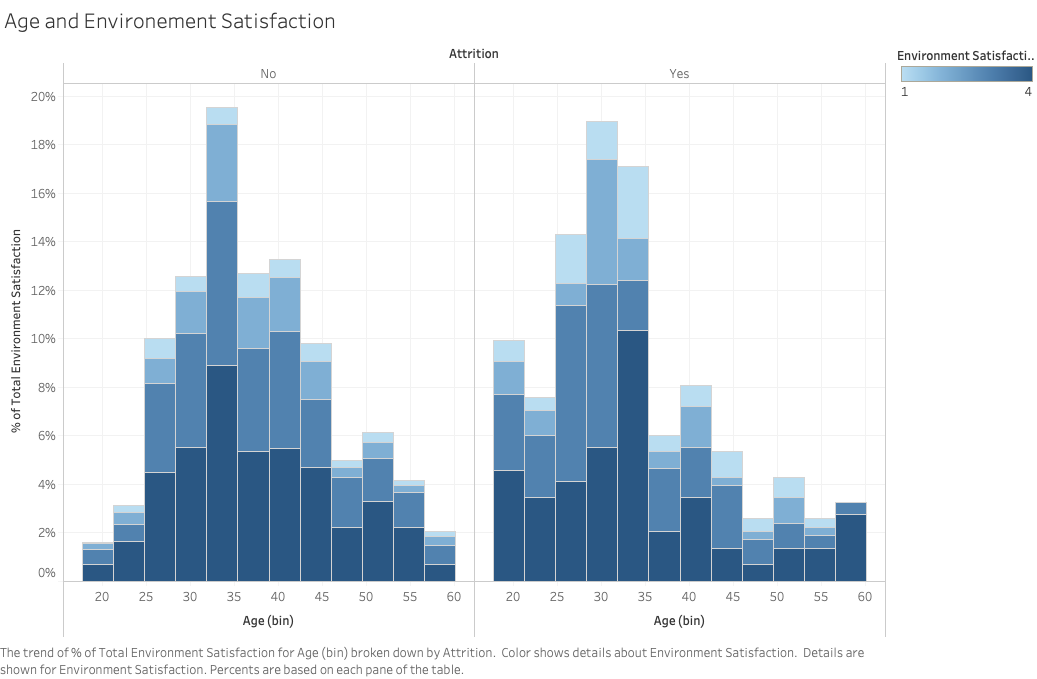 Age and Environement Satisfaction
Attrition
No
Yes
Environment Satisfacti..
1
4
% of Total Environment Satisfaction
20%
18%
16%
14%
12%
10%
8%
6%
4%
2%
0%
20 25 30 35 40 45 50 55 60
20 25 30 35 40 45 50 55 60
Age (bin)
Age (bin)
The trend of % of Total Environment Satisfaction for Age (bin) broken down by Attrition.  Color shows details about Environment Satisfaction.  Details are
shown for Environment Satisfaction. Percents are based on each pane of the table.